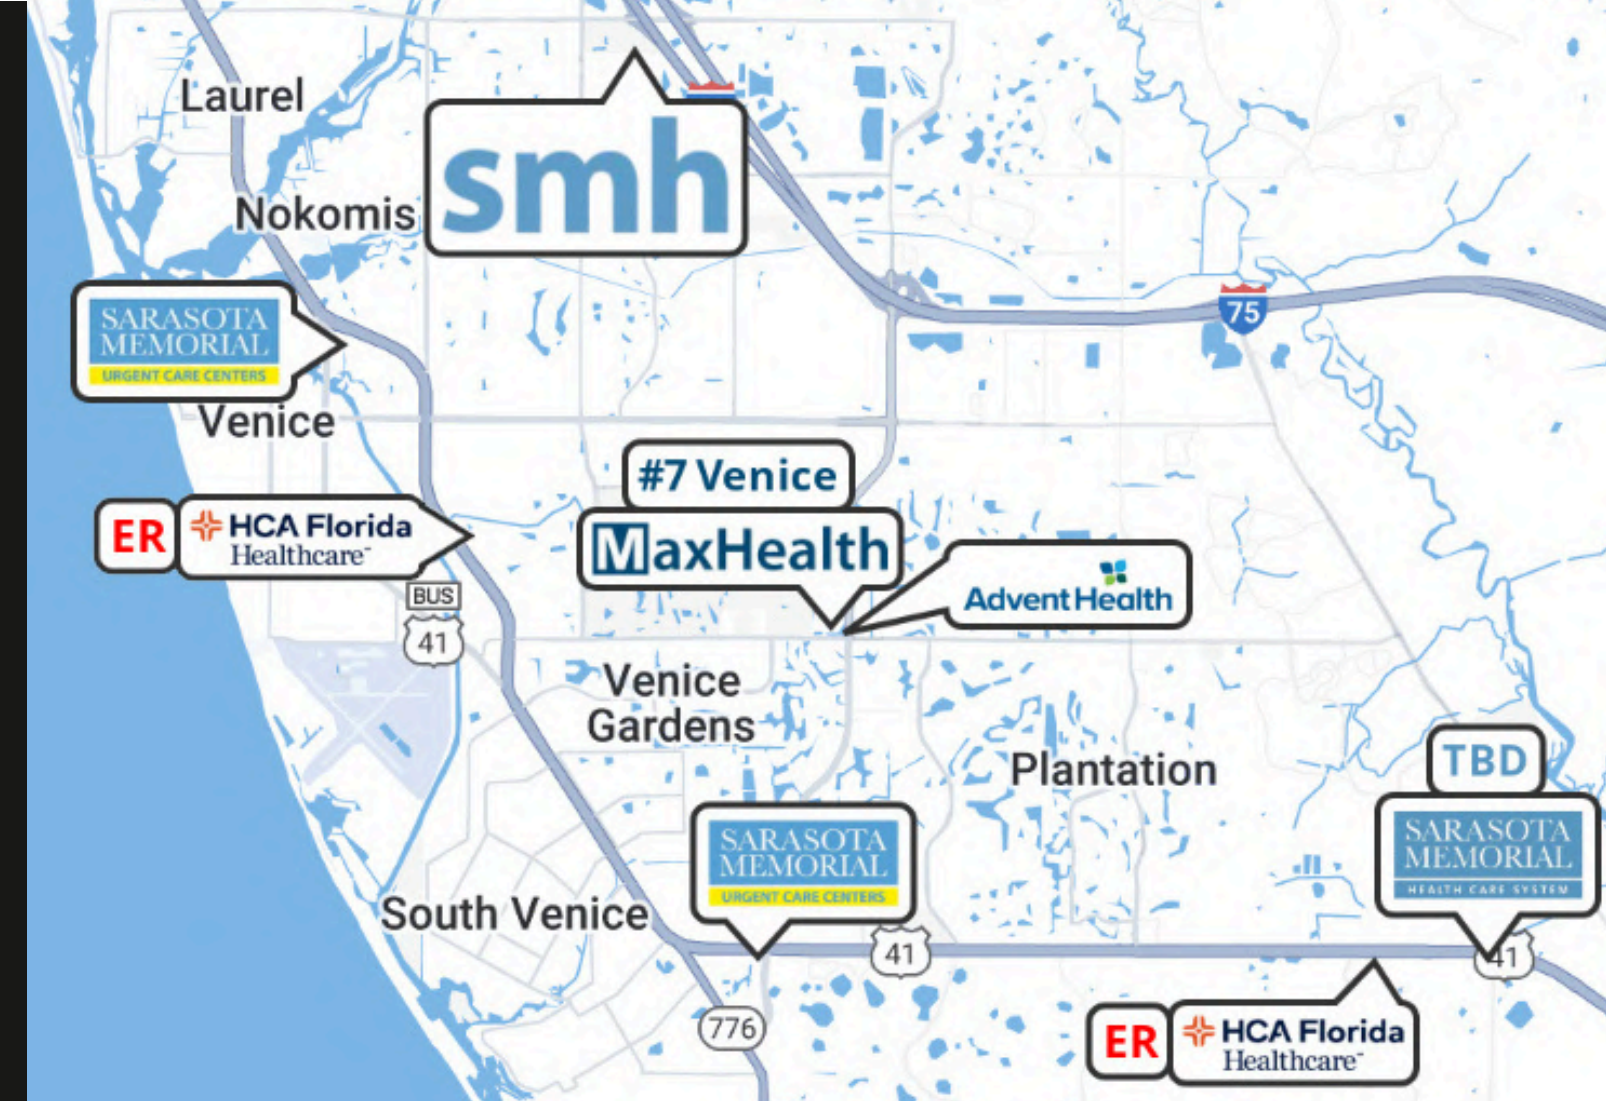 Laurel
smh
Nokomis
SARASOTA
MEMORIAL
URGENT CARE CENTERS
75
Venice
#7 Venice
MaxHealth
ER
HCA Florida
Healthcare
AdventHealth
BUS
41
Venice
Gardens
Plantation
TBD
SARASOTA
MEMORIAL
HEALTH CARE SYSTEM
SARASOTA
MEMORIAL
URGENT CARE CENTERS
South Venice
41
41
776
ER
HCA Florida
Healthcare